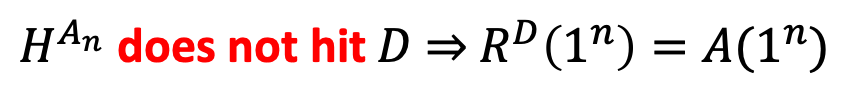 H^{A_n} does not hit D ⇒ R^D(1^n) = A(1^n)